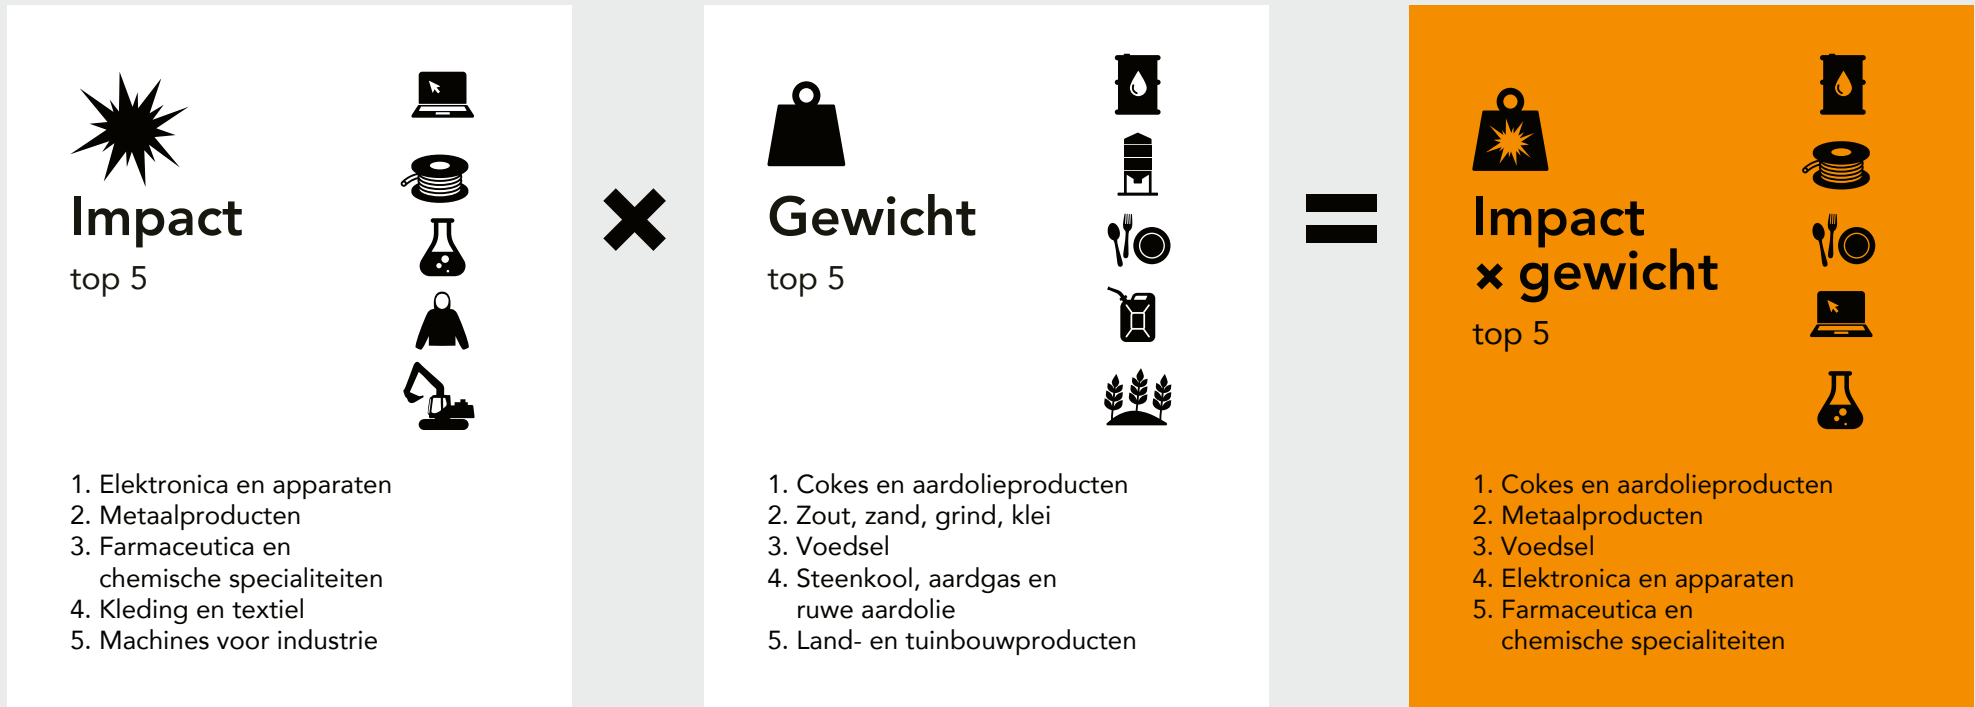 Impact
top 5
1. Elektronica en apparaten
2. Metaalproducten
3. Farmaceutica en
chemische specialiteiten
4. Kleding en textiel
5. Machines voor industrie
×
Gewicht
top 5
1. Cokes en aardolieproducten
2. Zout, zand, grind, klei
3. Voedsel
4. Steenkool, aardgas en
ruwe aardolie
5. Land- en tuinbouwproducten
=
Impact
× gewicht
top 5
1. Cokes en aardolieproducten
2. Metaalproducten
3. Voedsel
4. Elektronica en apparaten
5. Farmaceutica en
chemische specialiteiten